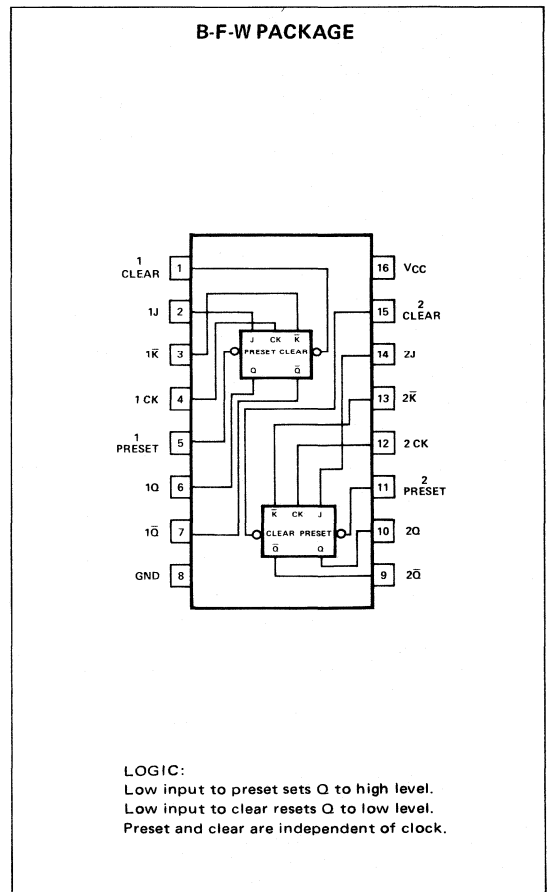 B-F-W PACKAGE
1
CLEAR
1
16
VCC
1J
2
15
2
CLEAR
J CK K̅
PRESET CLEAR
Q Q̅
1K̅
3
14
2J
1 CK
4
13
2K̅
1
PRESET
5
12
2 CK
1Q
6
11
2
PRESET
K̅ CK J
CLEAR PRESET
Q̅ Q
1Q̅
7
10
2Q
GND
8
9
2Q̅
LOGIC:
Low input to preset sets Q to high level.
Low input to clear resets Q to low level.
Preset and clear are independent of clock.